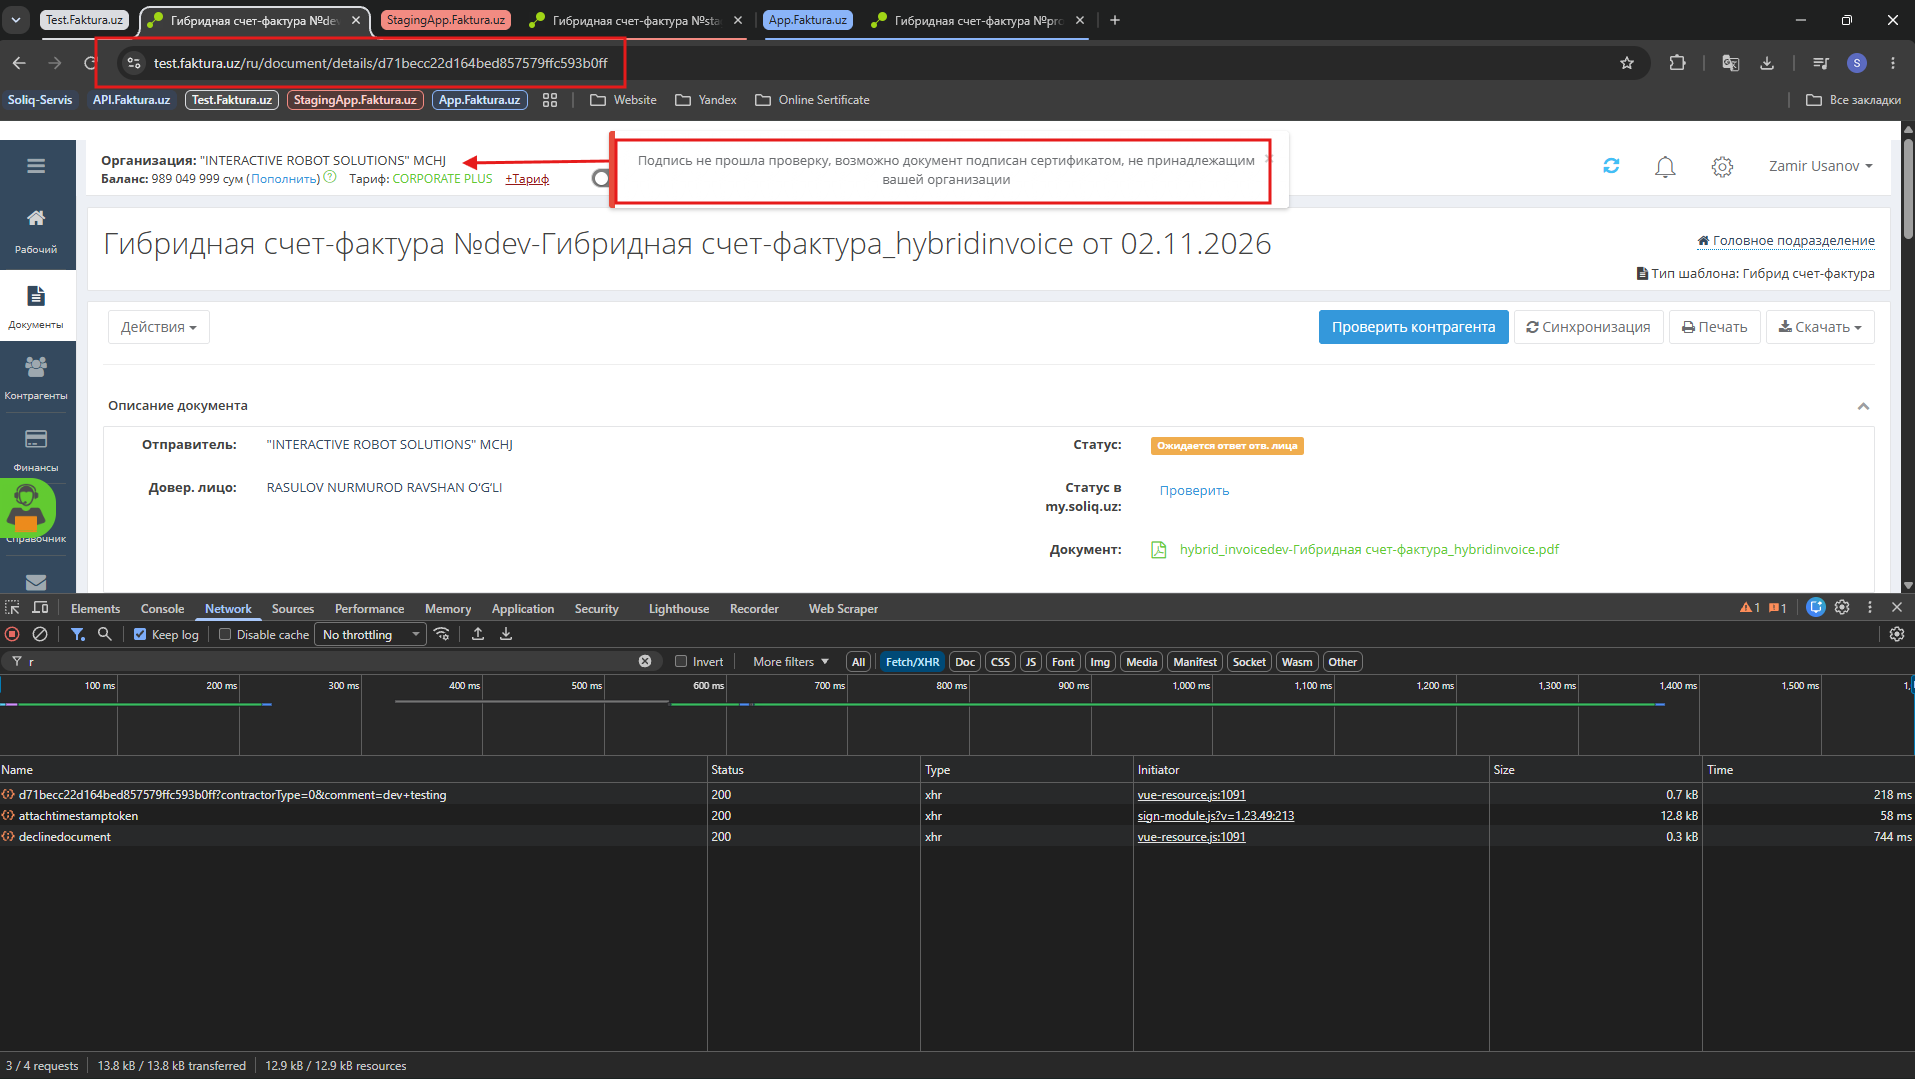 Test.Faktura.uz
Гибридная счет-фактура №de
StagingApp.Faktura.uz
Гибридная счет-фактура №sta
App.Faktura.uz
Гибридная счет-фактура №pro
test.faktura.uz/ru/document/details/d71becc22d164bed857579ffc593b0ff
S
Soliq-Servis
API.Faktura.uz
Test.Faktura.uz
StagingApp.Faktura.uz
App.Faktura.uz
Website
Yandex
Online Sertificate
Все закладки
Организация: "INTERACTIVE ROBOT SOLUTIONS" MCHJ
Баланс: 989 049 999 сум (Пополнить) ? Тариф: CORPORATE PLUS +Тариф
Подпись не прошла проверку, возможно документ подписан сертификатом, не принадлежащим
вашей организации
Zamir Usanov
Рабочий
Документы
Контрагенты
Финансы
Справочник
Гибридная счет-фактура №dev-Гибридная счет-фактура_hybridinvoice от 02.11.2026
Головное подразделение
Тип шаблона: Гибрид счет-фактура
Действия
Проверить контрагента
Синхронизация
Печать
Скачать
Описание документа
Отправитель: "INTERACTIVE ROBOT SOLUTIONS" MCHJ
Статус: Ожидается ответ отв. лица
Довер. лицо: RASULOV NURMUROD RAVSHAN O‘G‘LI
Статус в
my.soliq.uz: Проверить
Документ: hybrid_invoicedev-Гибридная счет-фактура_hybridinvoice.pdf
Elements Console Network Sources Performance Memory Application Security Lighthouse Recorder Web Scraper
1 1
Keep log Disable cache No throttling
r
Invert More filters All Fetch/XHR Doc CSS JS Font Img Media Manifest Socket Wasm Other
100 ms 200 ms 300 ms 400 ms 500 ms 600 ms 700 ms 800 ms 900 ms 1,000 ms 1,100 ms 1,200 ms 1,300 ms 1,400 ms 1,500 ms 1,
Name Status Type Initiator Size Time
d71becc22d164bed857579ffc593b0ff?contractorType=0&comment=dev+testing 200 xhr vue-resource.js:1091 0.7 kB 218 ms
attachtimestamptoken 200 xhr sign-module.js?v=1.23.49:213 12.8 kB 58 ms
declinedocument 200 xhr vue-resource.js:1091 0.3 kB 744 ms
3 / 4 requests 13.8 kB / 13.8 kB transferred 12.9 kB / 12.9 kB resources